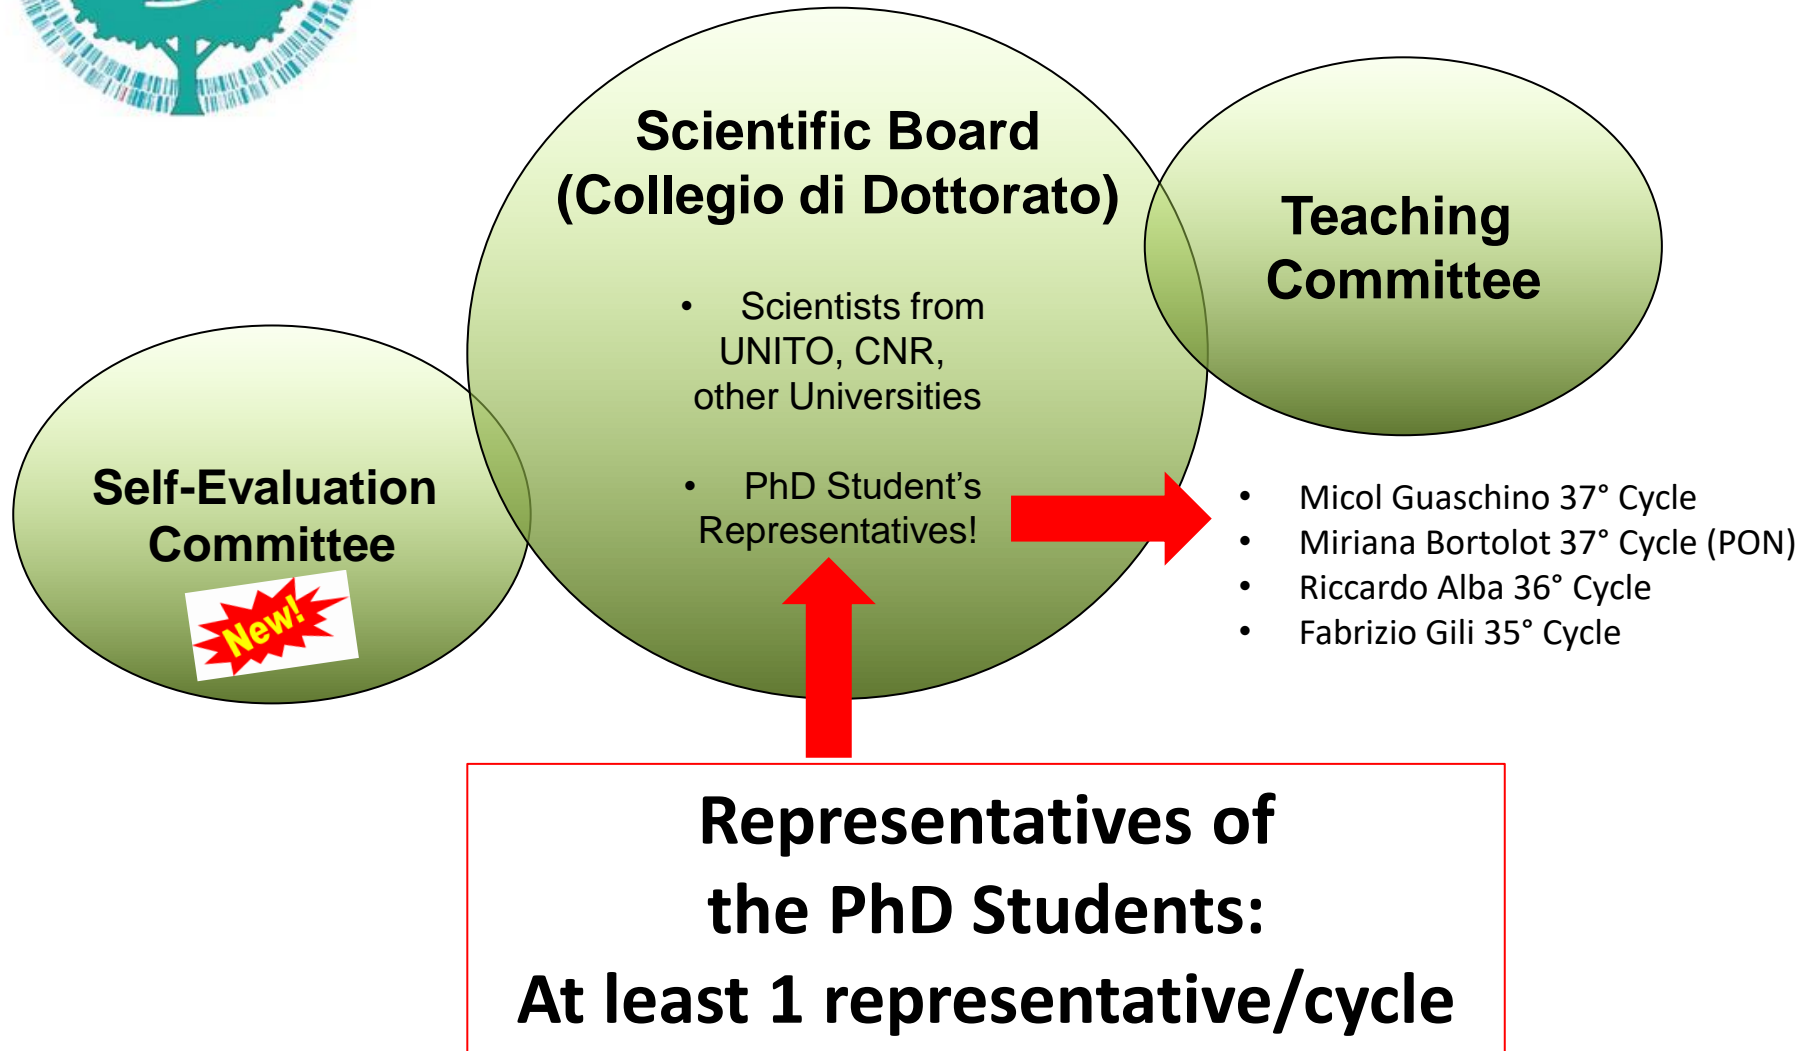 Scientific Board
(Collegio di Dottorato)
• Scientists from
UNITO, CNR,
other Universities
• PhD Student’s
Representatives!
Teaching
Committee
Self-Evaluation
Committee
New!
• Micol Guaschino 37° Cycle
• Miriana Bortolot 37° Cycle (PON)
• Riccardo Alba 36° Cycle
• Fabrizio Gili 35° Cycle
Representatives of
the PhD Students:
At least 1 representative/cycle